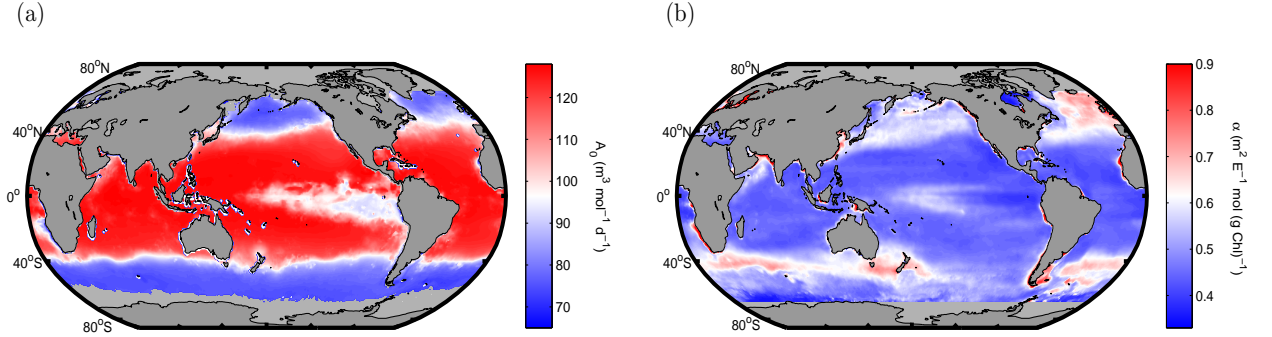 (a)
80°N
40°N
0°
40°S
80°S
120
110
100
90
80
70
A₀ (m³ mol⁻¹ d⁻¹)
(b)
80°N
40°N
0°
40°S
80°S
0.9
0.8
0.7
0.6
0.5
0.4
α (m² E⁻¹ mol (g Chl)⁻¹)